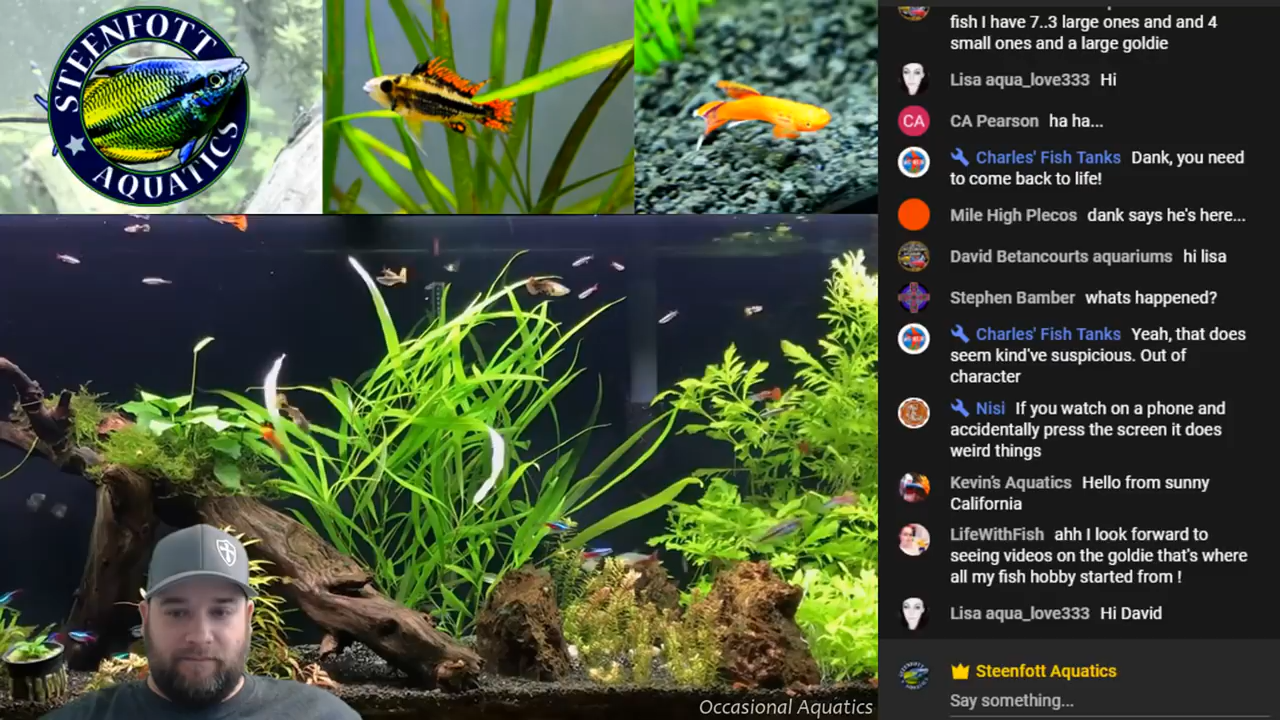 STEENFOTT
AQUATICS
Occasional Aquatics
fish I have 7..3 large ones and and 4
small ones and a large goldie
Lisa aqua_love333 Hi
CA
CA Pearson ha ha...
Charles' Fish Tanks Dank, you need
to come back to life!
Mile High Plecos dank says he's here...
David Betancourts aquariums hi lisa
Stephen Bamber whats happened?
Charles' Fish Tanks Yeah, that does
seem kind've suspicious. Out of
character
Nisi If you watch on a phone and
accidentally press the screen it does
weird things
Kevin's Aquatics Hello from sunny
California
LifeWithFish ahh I look forward to
seeing videos on the goldie that's where
all my fish hobby started from !
Lisa aqua_love333 Hi David
Steenfott Aquatics
Say something...